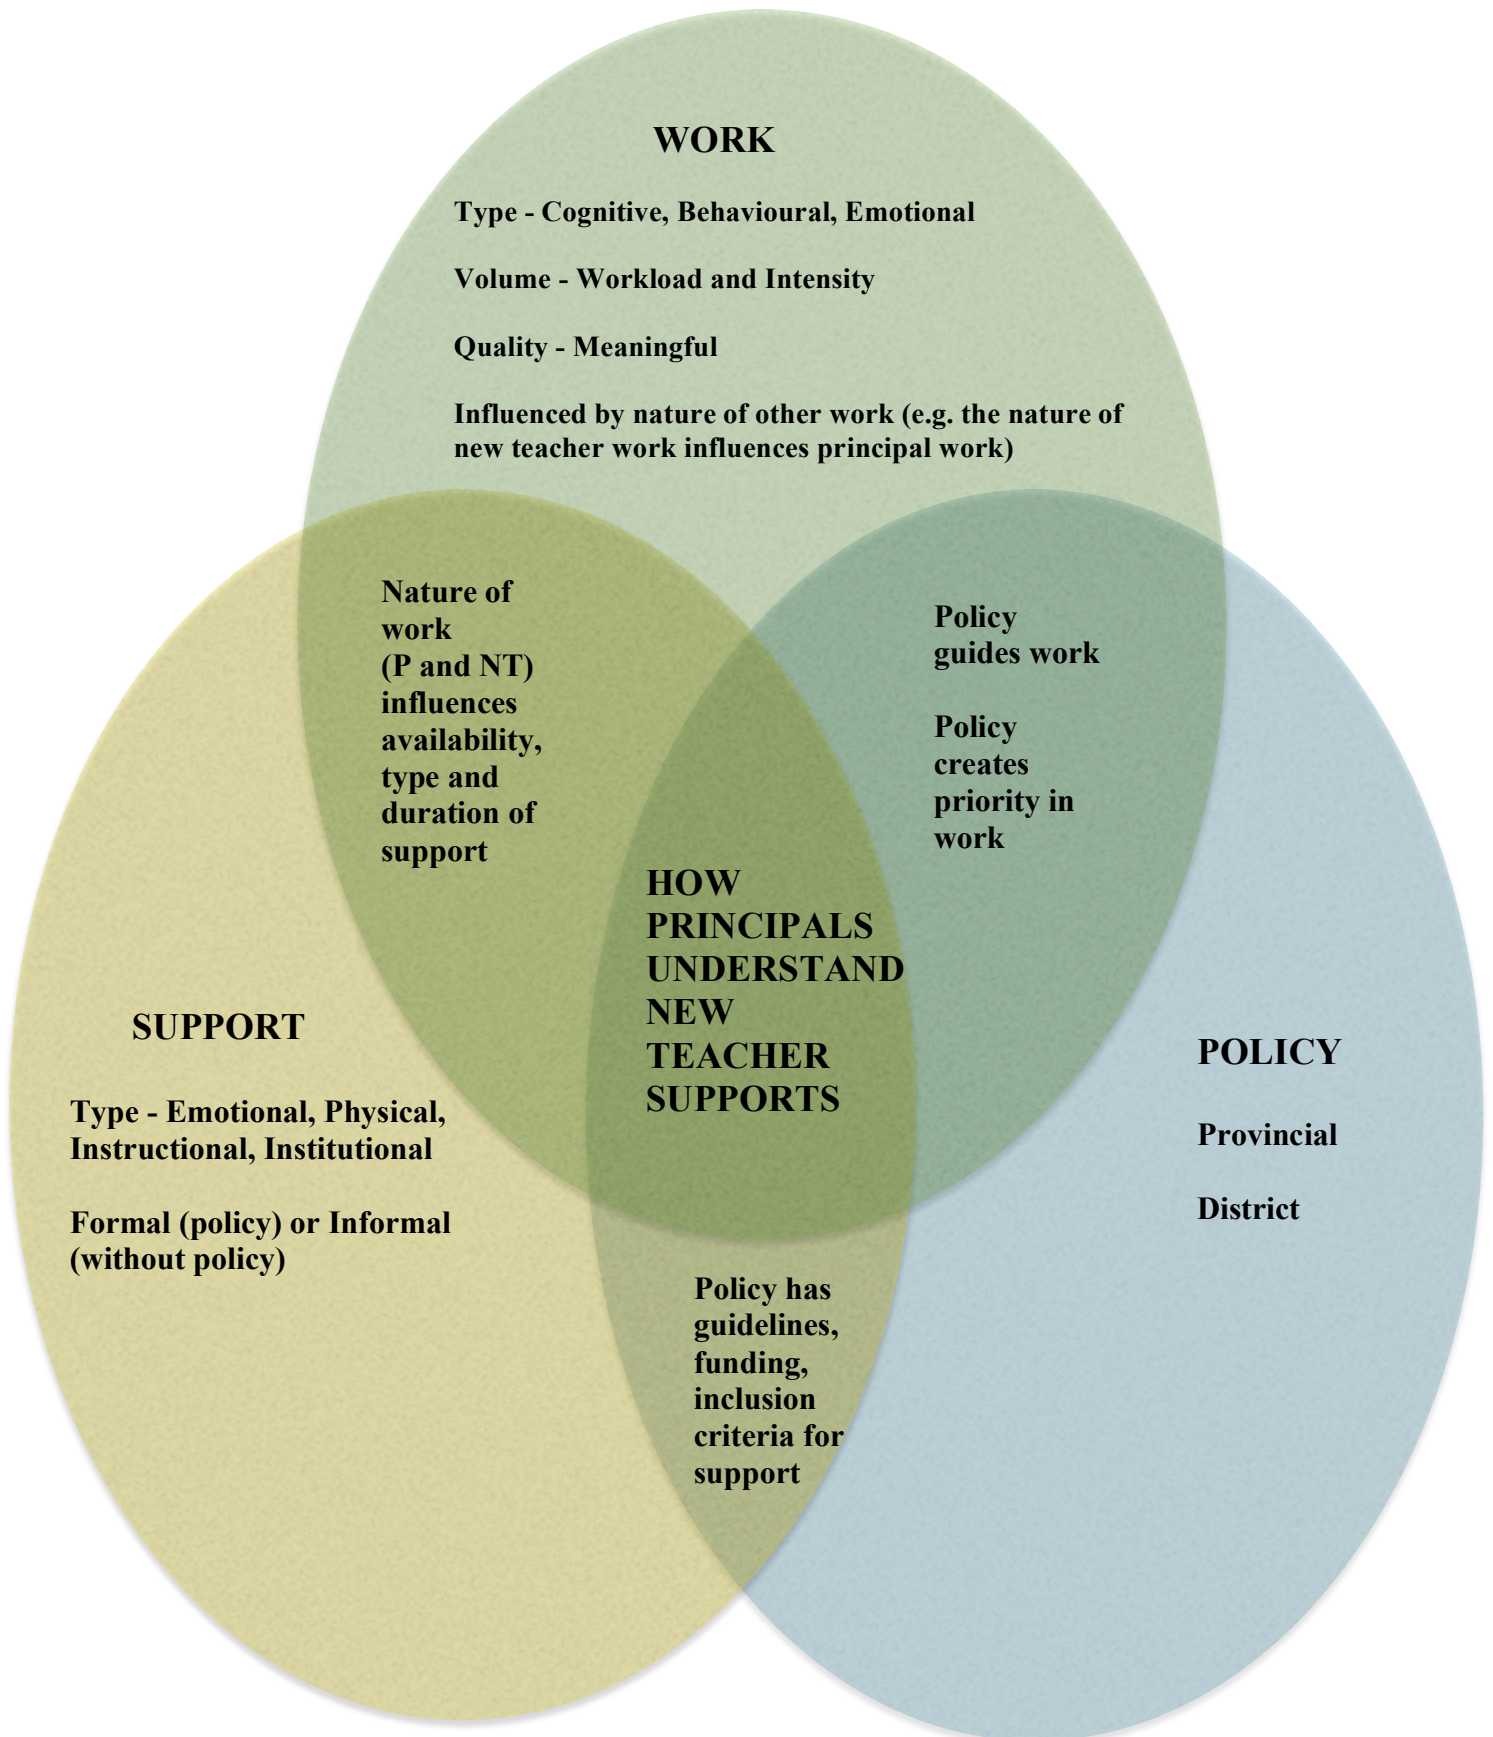 WORK
Type - Cognitive, Behavioural, Emotional
Volume - Workload and Intensity
Quality - Meaningful
Influenced by nature of other work (e.g. the nature of
new teacher work influences principal work)
Nature of
work
(P and NT)
influences
availability,
type and
duration of
support
Policy
guides work
Policy
creates
priority in
work
HOW
PRINCIPALS
UNDERSTAND
NEW
TEACHER
SUPPORTS
SUPPORT
Type - Emotional, Physical,
Instructional, Institutional
Formal (policy) or Informal
(without policy)
POLICY
Provincial
District
Policy has
guidelines,
funding,
inclusion
criteria for
support